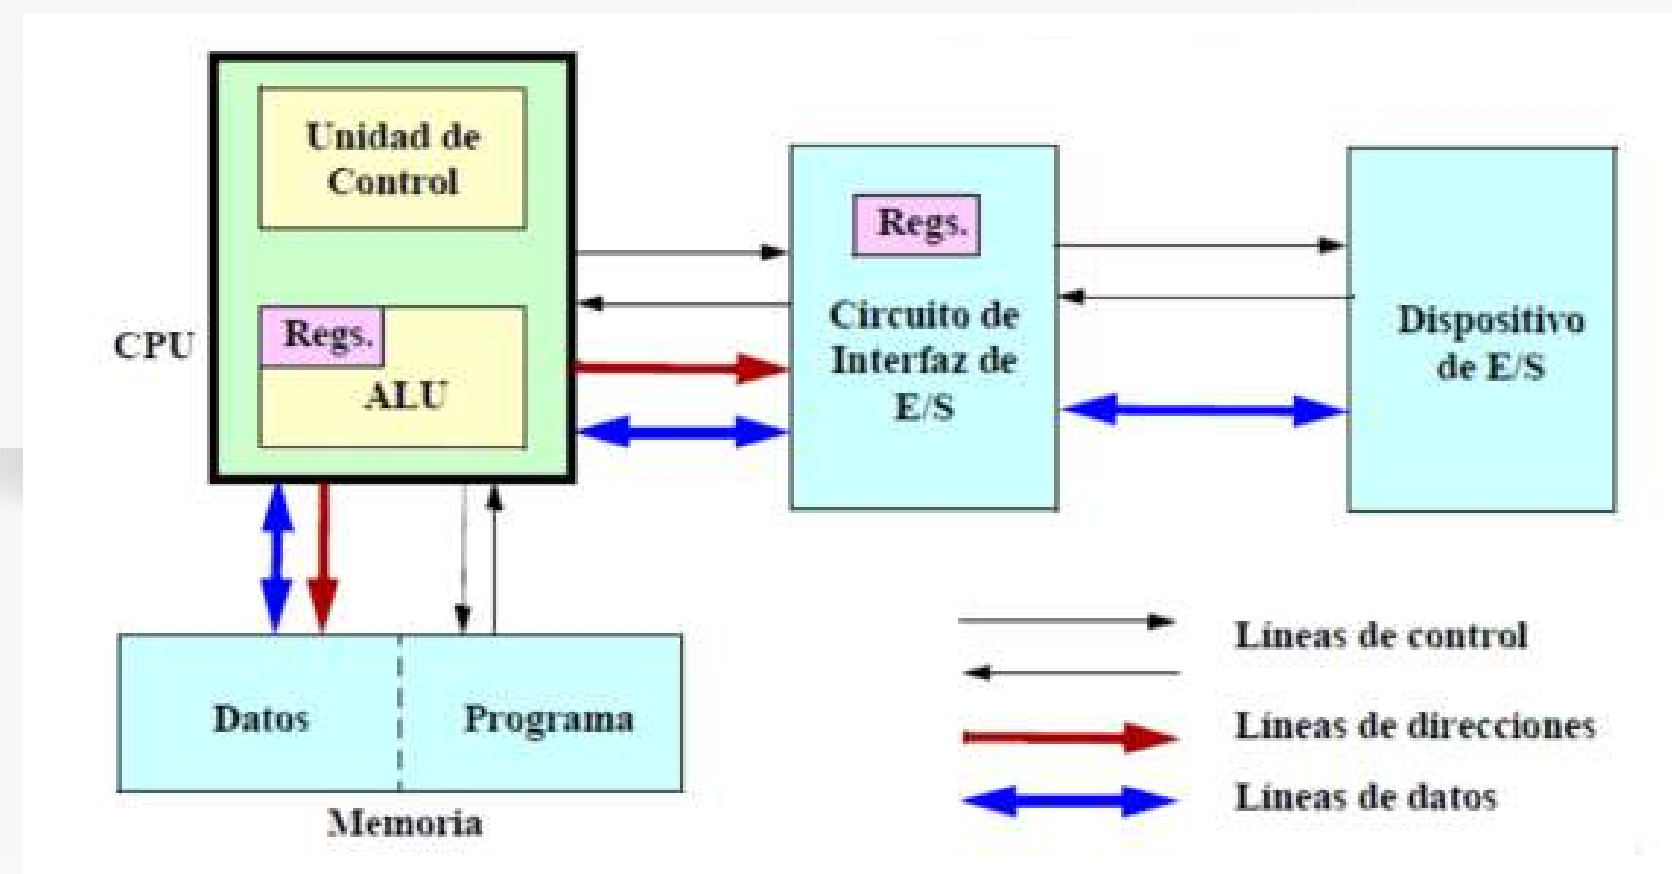 Unidad de
Control
Regs.
ALU
CPU
Regs.
Circuito de
Interfaz de
E/S
Dispositivo
de E/S
Datos
Programa
Memoria
Líneas de control
Líneas de direcciones
Líneas de datos